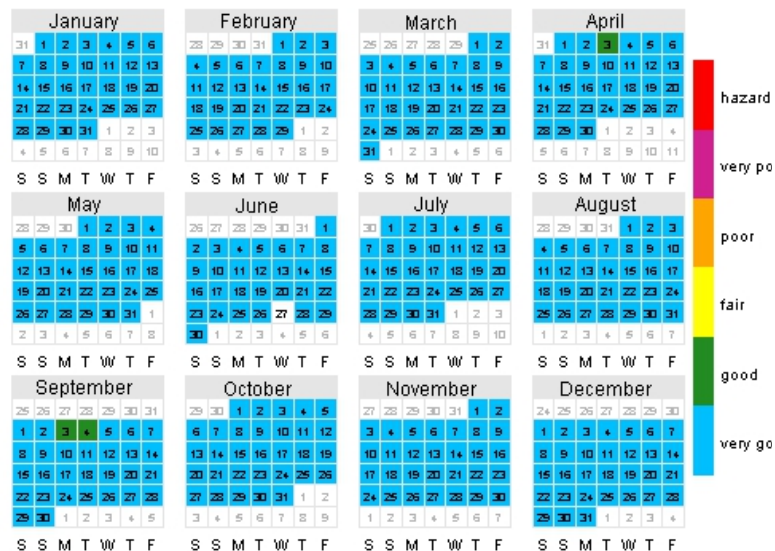 January
31 1 2 3 4 5 6
7 8 9 10 11 12 13
14 15 16 17 18 19 20
21 22 23 24 25 26 27
28 29 30 31 1 2 3
4 5 6 7 8 9 10
S S M T W T F
February
28 29 30 31 1 2 3
4 5 6 7 8 9 10
11 12 13 14 15 16 17
18 19 20 21 22 23 24
25 26 27 28 29 1 2
3 4 5 6 7 8 9
S S M T W T F
March
25 26 27 28 29 1 2
3 4 5 6 7 8 9
10 11 12 13 14 15 16
17 18 19 20 21 22 23
24 25 26 27 28 29 30
31 1 2 3 4 5 6
S S M T W T F
April
31 1 2 3 4 5 6
7 8 9 10 11 12 13
14 15 16 17 18 19 20
21 22 23 24 25 26 27
28 29 30 1 2 3 4
5 6 7 8 9 10 11
S S M T W T F
May
28 29 30 1 2 3 4
5 6 7 8 9 10 11
12 13 14 15 16 17 18
19 20 21 22 23 24 25
26 27 28 29 30 31 1
2 3 4 5 6 7 8
S S M T W T F
June
26 27 28 29 30 31 1
2 3 4 5 6 7 8
9 10 11 12 13 14 15
16 17 18 19 20 21 22
23 24 25 26 27 28 29
30 1 2 3 4 5 6
S S M T W T F
July
30 1 2 3 4 5 6
7 8 9 10 11 12 13
14 15 16 17 18 19 20
21 22 23 24 25 26 27
28 29 30 31 1 2 3
4 5 6 7 8 9 10
S S M T W T F
August
28 29 30 31 1 2 3
4 5 6 7 8 9 10
11 12 13 14 15 16 17
18 19 20 21 22 23 24
25 26 27 28 29 30 31
1 2 3 4 5 6 7
S S M T W T F
September
25 26 27 28 29 30 31
1 2 3 4 5 6 7
8 9 10 11 12 13 14
15 16 17 18 19 20 21
22 23 24 25 26 27 28
29 30 1 2 3 4 5
S S M T W T F
October
29 30 1 2 3 4 5
6 7 8 9 10 11 12
13 14 15 16 17 18 19
20 21 22 23 24 25 26
27 28 29 30 31 1 2
3 4 5 6 7 8 9
S S M T W T F
November
27 28 29 30 31 1 2
3 4 5 6 7 8 9
10 11 12 13 14 15 16
17 18 19 20 21 22 23
24 25 26 27 28 29 30
1 2 3 4 5 6 7
S S M T W T F
December
24 25 26 27 28 29 30
1 2 3 4 5 6 7
8 9 10 11 12 13 14
15 16 17 18 19 20 21
22 23 24 25 26 27 28
29 30 31 1 2 3 4
S S M T W T F
hazard
very po
poor
fair
good
very go